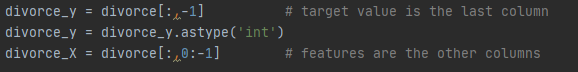 divorce_y = divorce[:,-1] # target value is the last column
divorce_y = divorce_y.astype('int')
divorce_X = divorce[:,0:-1] # features are the other columns